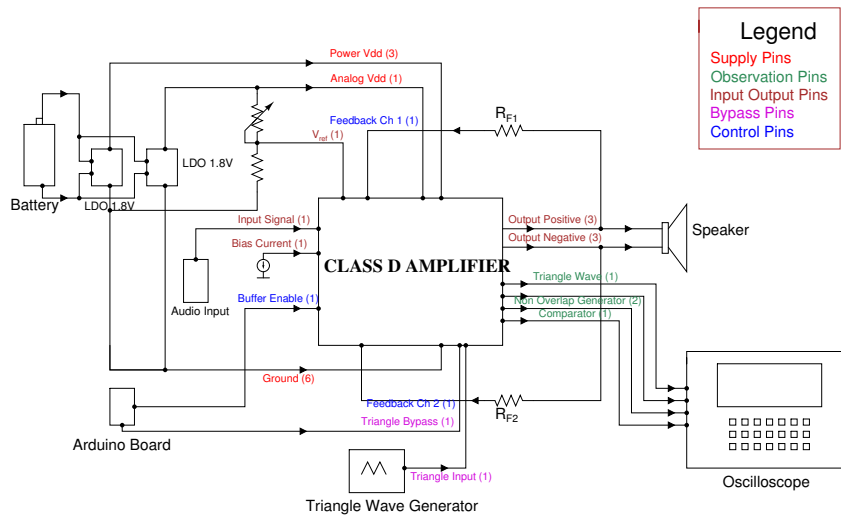 Legend
Supply Pins
Observation Pins
Input Output Pins
Bypass Pins
Control Pins
Power Vdd (3)
Analog Vdd (1)
Feedback Ch 1 (1)
R_F1
V_ref (1)
LDO 1.8V
LDO 1.8V
Battery
Input Signal (1)
Output Positive (3)
Speaker
Bias Current (1)
Output Negative (3)
CLASS D AMPLIFIER
Triangle Wave (1)
Audio Input
Buffer Enable (1)
Non Overlap Generator (2)
Comparator (1)
Ground (6)
Feedback Ch 2 (1)
R_F2
Triangle Bypass (1)
Arduino Board
Triangle Input (1)
Oscilloscope
Triangle Wave Generator